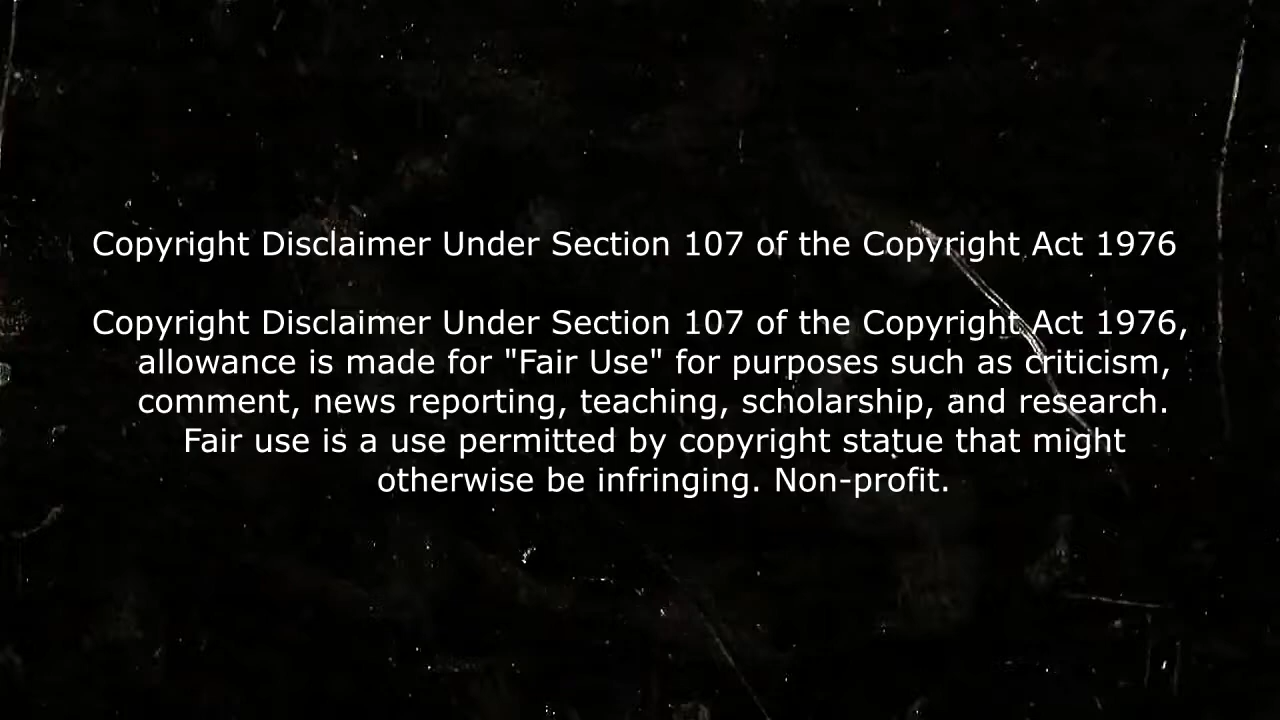 Copyright Disclaimer Under Section 107 of the Copyright Act 1976
Copyright Disclaimer Under Section 107 of the Copyright Act 1976,
allowance is made for "Fair Use" for purposes such as criticism,
comment, news reporting, teaching, scholarship, and research.
Fair use is a use permitted by copyright statue that might
otherwise be infringing. Non-profit.